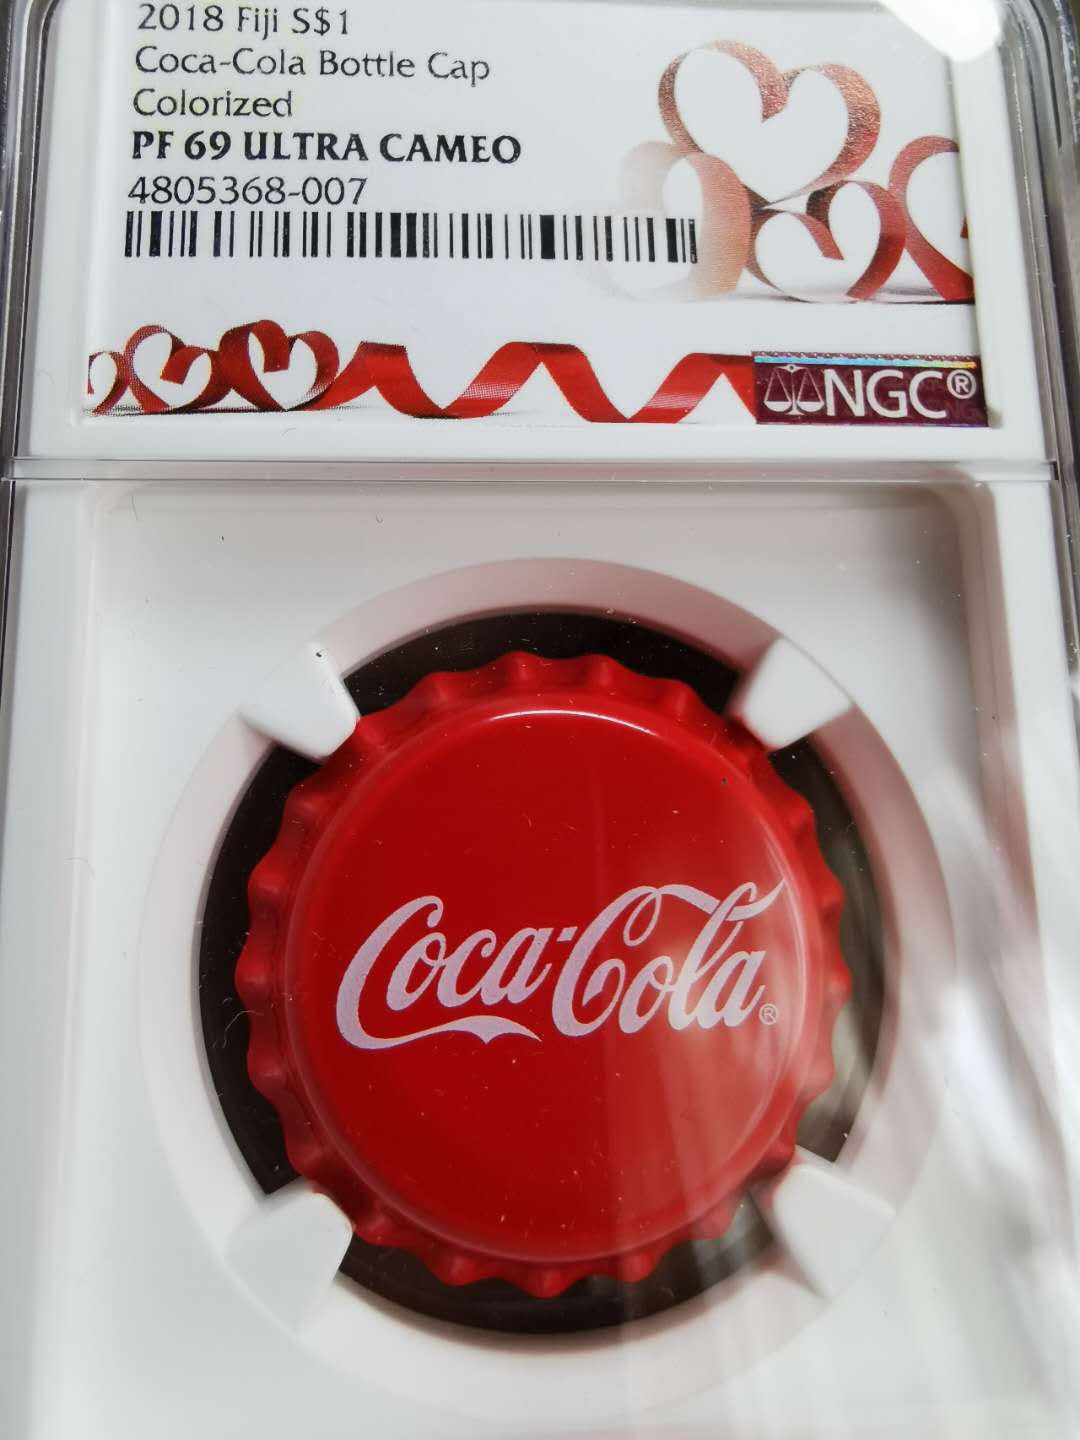 2018 Fiji S$1
Coca-Cola Bottle Cap
Colorized
PF 69 ULTRA CAMEO
4805368-007
NGC®
Coca-Cola®